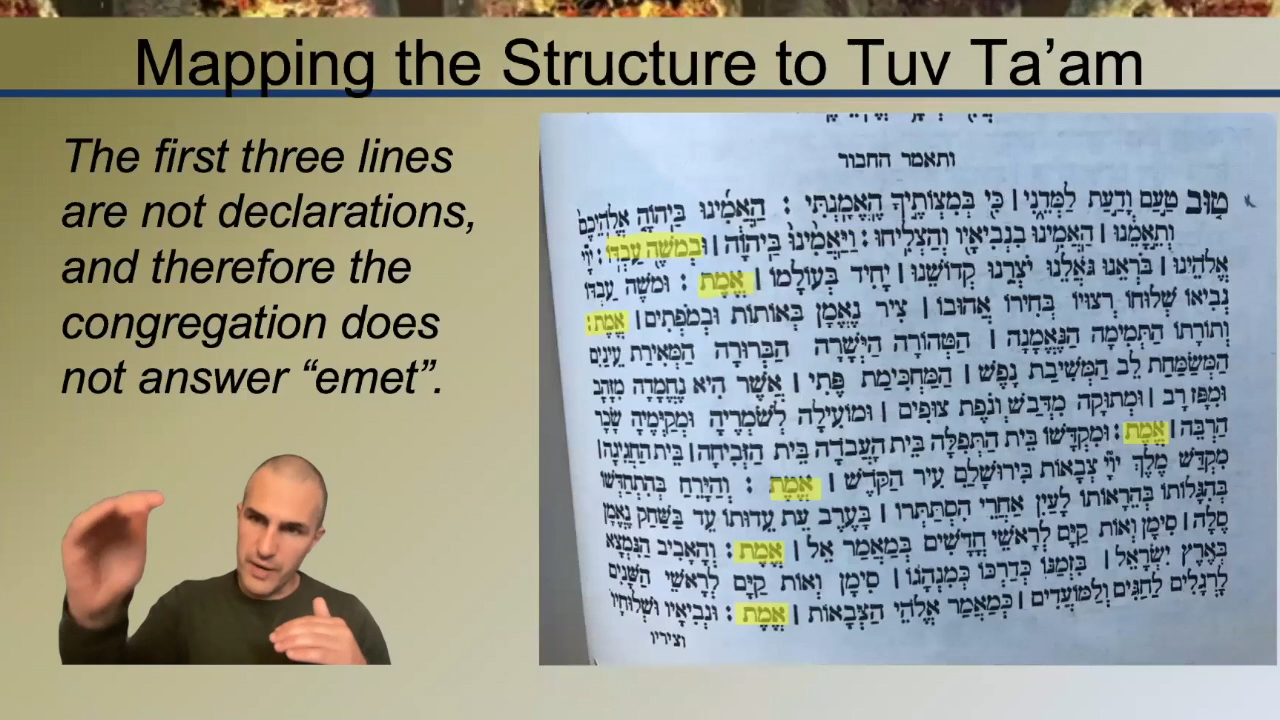 Mapping the Structure to Tuv Ta’am
The first three lines
are not declarations,
and therefore the
congregation does
not answer “emet”.
ותאמר החבור
טוּב טַעַם וָדַעַת לַמְּדֵנִי | כִּי בְמִצְוֹתֶיךָ הֶאֱמָנְתִּי : הַאֲמִינוּ בַּיהוָה אֱלֹהֵיכֶם
וְתֵאָמֵנוּ | הַאֲמִינוּ בִנְבִיאָיו וְהַצְלִיחוּ : וַיַּאֲמִינוּ בַּיהוָה | וּבְמֹשֶׁה עַבְדּוֹ :
אֱלֹהֵינוּ | בֹּרְאֵנוּ גֹּאֲלֵנוּ יֹצְרֵנוּ קְדוֹשֵׁנוּ | יָחִיד בְּעוֹלָמוֹ | אֱמֶת : וּמֹשֶׁה עַבְדּוֹ
נְבִיאוֹ שְׁלוּחוֹ רְצוּיוֹ בְּחִירוֹ אֲהוּבוֹ | צִיר נֶאֱמָן בְּאוֹתוֹת וּבְמֹפְתִים | אֱמֶת :
וְתוֹרָתוֹ הַתְּמִימָה הַנֶּאֱמָנָה | הַטְּהוֹרָה הַיְשָׁרָה הַבְּרוּרָה הַמְּאִירַת עֵינַיִם
הַמְשַׂמַּחַת לֵב הַמְּשִׁיבַת נֶפֶשׁ | הַמַּחְכִּימַת פֶּתִי | אֲשֶׁר הִיא נֶחֱמָדָה מִזָּהָב
וּמִפַּז רָב | וּמְתוּקָה מִדְּבַשׁ וְנֹפֶת צוּפִים | וּמוֹעִילָה לְשֹׁמְרֶיהָ וּמְקַיְּמֶיהָ שָׂכָר
הַרְבֵּה | אֱמֶת : וּמִקְדָּשׁוֹ בֵּית הַתְּפִלָּה בֵּית הָעֲבֹדָה בֵּית הַזְּבִיחָה | בֵּית הַחֲנִינָה |
מִקְדַּשׁ מֶלֶךְ יְיָ צְבָאוֹת בִּירוּשָׁלַםִ עִיר הַקֹּדֶשׁ | אֱמֶת : וְהַיָּרֵחַ בְּהִתְחַדְּשׁוֹ
בְּהִגָּלוֹתוֹ בְּהֵרָאוֹתוֹ לָעַיִן אַחֲרֵי הִסָּתְרוֹ | בָּעֶרֶב עֵת עֵדוּתוֹ עֵד בַּשַּׁחַק נֶאֱמָן
סֶלָה | סִימָן וְאוֹת קַיָּם לְרָאשֵׁי חֳדָשִׁים בְּמַאֲמַר אֵל | אֱמֶת : וְהָאָבִיב הַנִּמְצָא
בְּאֶרֶץ יִשְׂרָאֵל | בִּזְמַנּוֹ כְּדַרְכּוֹ כְּמִנְהָגוֹ | סִימָן וְאוֹת קַיָּם לְרָאשֵׁי הַשָּׁנִים
לָרְגָלִים לַחַגִּים וְלַמּוֹעֲדִים | כְּמַאֲמַר אֱלֹהֵי הַצְּבָאוֹת | אֱמֶת : וּנְבִיאָיו וּשְׁלוּחָיו
וציריו